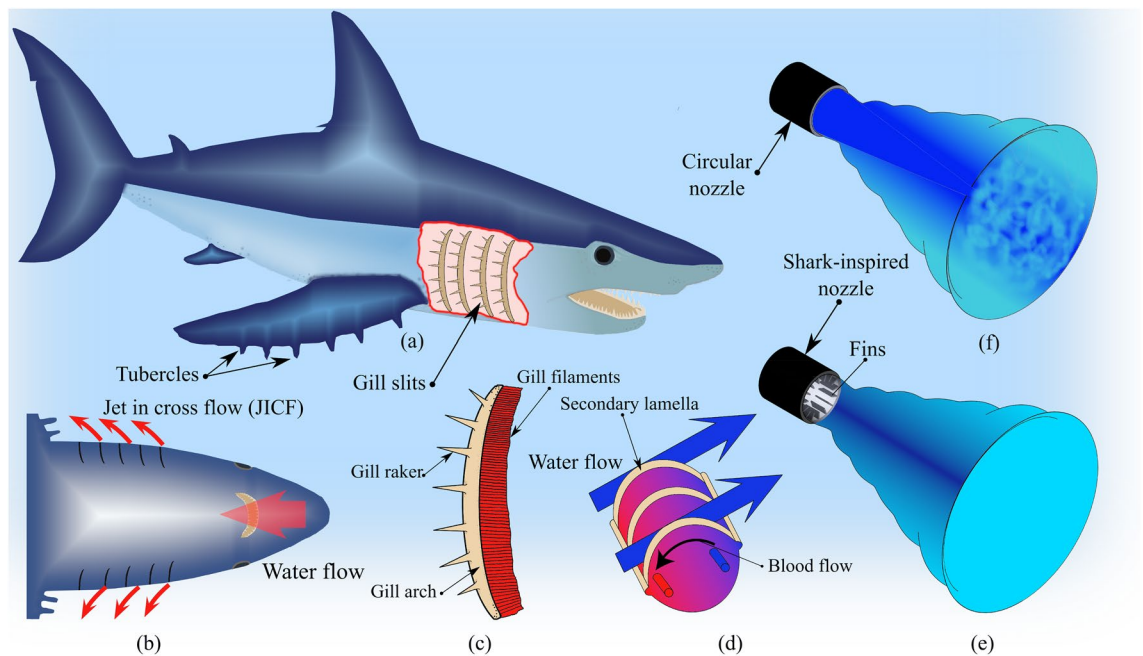 Circular
nozzle
(f)
Shark-inspired
nozzle
Fins
(a)
Tubercles
Gill slits
Jet in cross flow (JICF)
Water flow
(b)
Gill filaments
Gill raker
Gill arch
(c)
Secondary lamella
Water flow
Blood flow
(d)
(e)